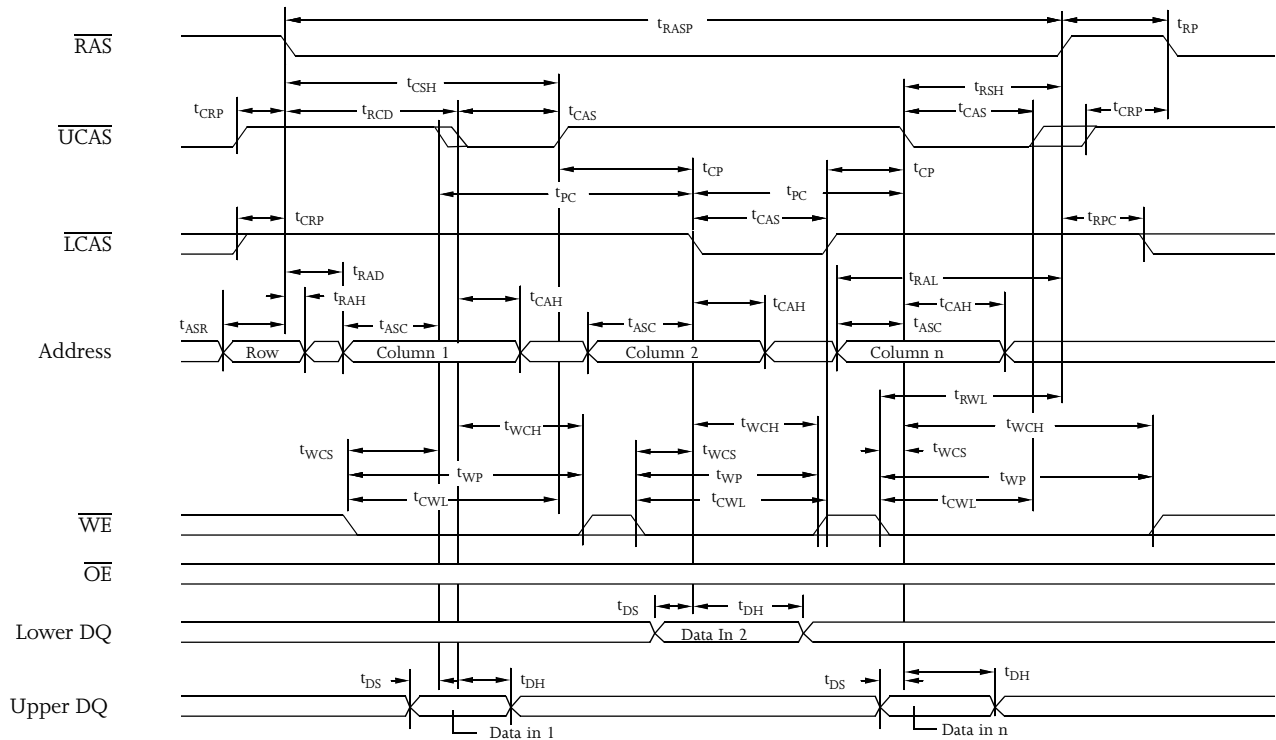 tRASP
tRP
RAS
tCSH
tRSH
tCRP
tRCD
tCAS
tCAS
tCRP
UCAS
tCP
tCP
tPC
tPC
tCRP
tCAS
tRPC
LCAS
tRAD
tRAL
tRAH
tCAH
tCAH
tCAH
tASR
tASC
tASC
tASC
Address
Row
Column 1
Column 2
Column n
tRWL
tWCH
tWCH
tWCH
tWCS
tWCS
tWCS
tWP
tWP
tWP
tCWL
tCWL
tCWL
WE
OE
tDS
tDH
Lower DQ
Data In 2
tDS
tDH
tDS
tDH
Upper DQ
Data in 1
Data in n